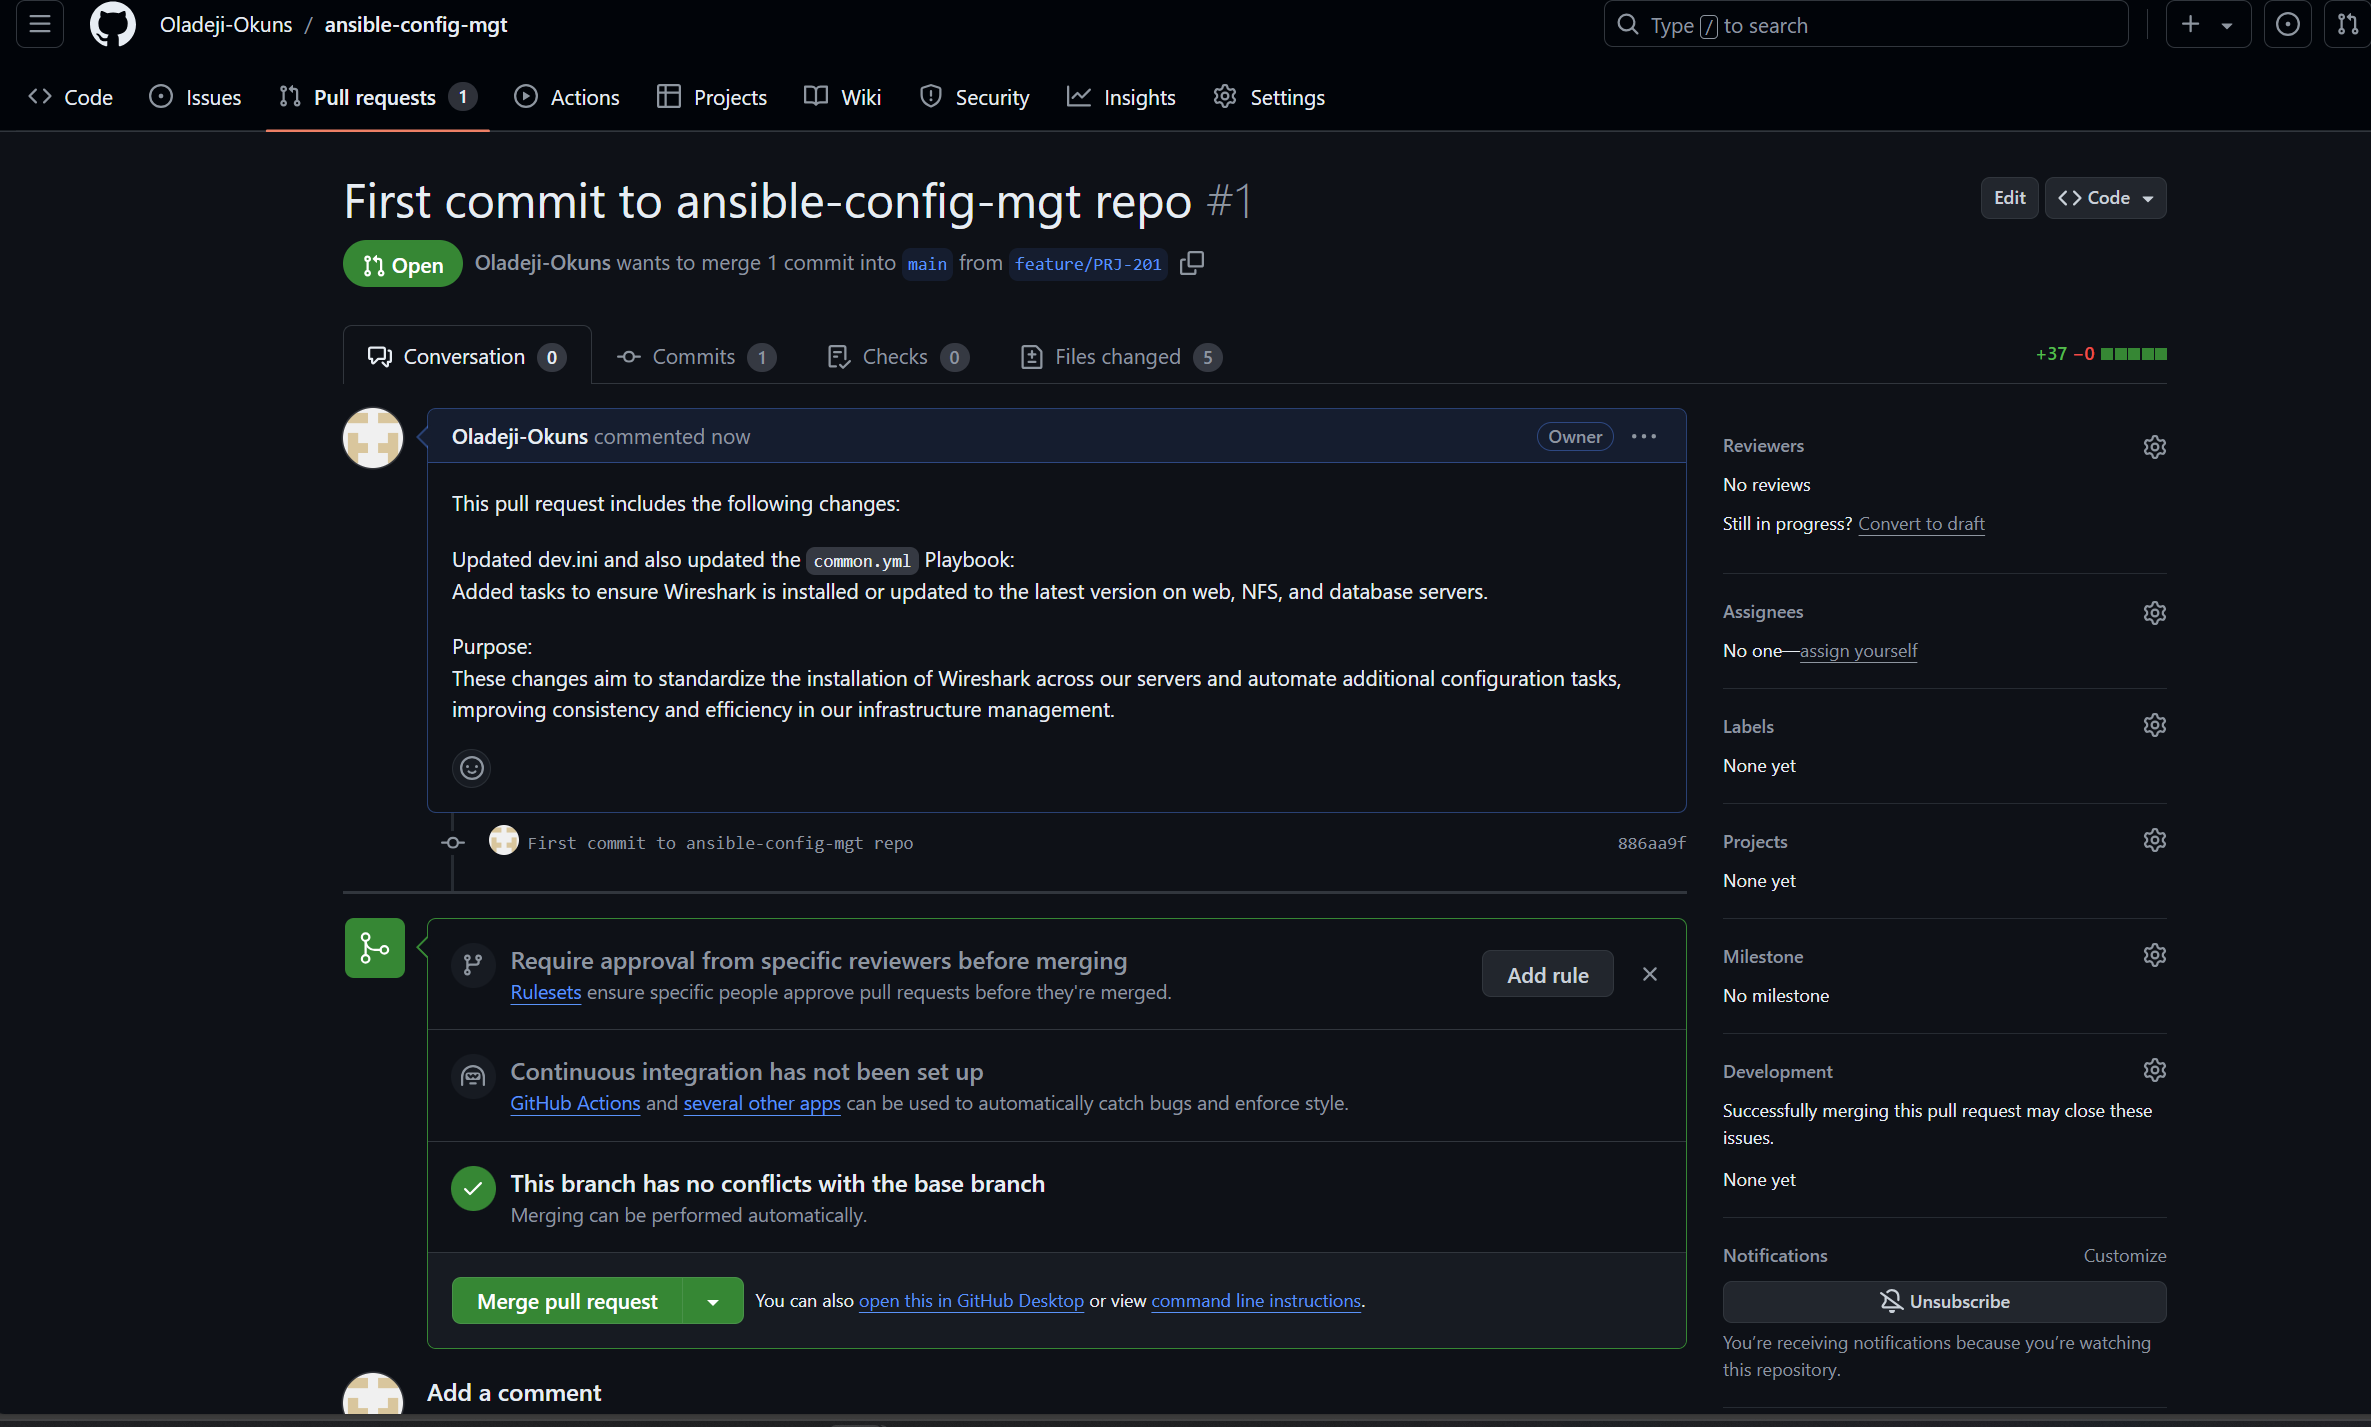 Oladeji-Okuns / ansible-config-mgt
Type / to search
Code
Issues
Pull requests 1
Actions
Projects
Wiki
Security
Insights
Settings
First commit to ansible-config-mgt repo #1
Edit
Code
Open
Oladeji-Okuns wants to merge 1 commit into main from feature/PRJ-201
Conversation 0
Commits 1
Checks 0
Files changed 5
+37 −0
Oladeji-Okuns commented now
Owner
This pull request includes the following changes:
Updated dev.ini and also updated the common.yml Playbook:
Added tasks to ensure Wireshark is installed or updated to the latest version on web, NFS, and database servers.
Purpose:
These changes aim to standardize the installation of Wireshark across our servers and automate additional configuration tasks,
improving consistency and efficiency in our infrastructure management.
First commit to ansible-config-mgt repo
886aa9f
Require approval from specific reviewers before merging
Rulesets ensure specific people approve pull requests before they're merged.
Add rule
Continuous integration has not been set up
GitHub Actions and several other apps can be used to automatically catch bugs and enforce style.
This branch has no conflicts with the base branch
Merging can be performed automatically.
Merge pull request
You can also open this in GitHub Desktop or view command line instructions.
Add a comment
Reviewers
No reviews
Still in progress? Convert to draft
Assignees
No one—assign yourself
Labels
None yet
Projects
None yet
Milestone
No milestone
Development
Successfully merging this pull request may close these
issues.
None yet
Notifications
Customize
Unsubscribe
You’re receiving notifications because you’re watching
this repository.